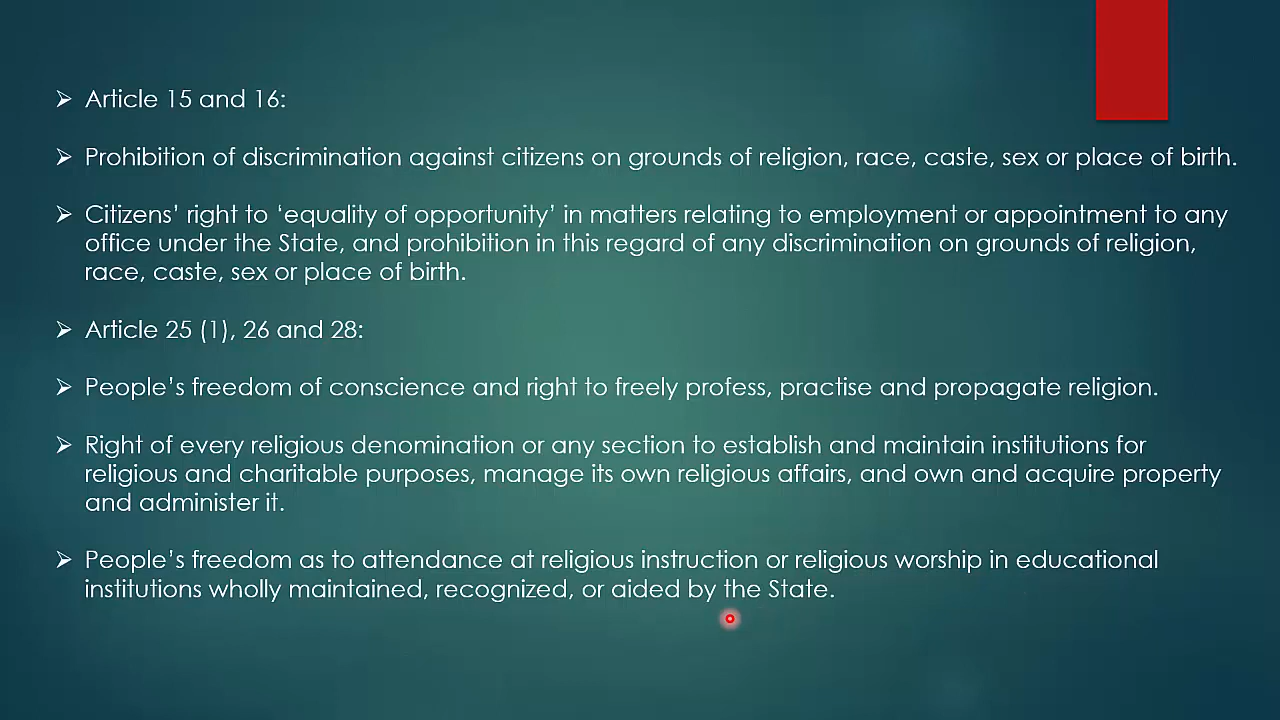 ➢ Article 15 and 16:
➢ Prohibition of discrimination against citizens on grounds of religion, race, caste, sex or place of birth.
➢ Citizens’ right to ‘equality of opportunity’ in matters relating to employment or appointment to any
office under the State, and prohibition in this regard of any discrimination on grounds of religion,
race, caste, sex or place of birth.
➢ Article 25 (1), 26 and 28:
➢ People’s freedom of conscience and right to freely profess, practise and propagate religion.
➢ Right of every religious denomination or any section to establish and maintain institutions for
religious and charitable purposes, manage its own religious affairs, and own and acquire property
and administer it.
➢ People’s freedom as to attendance at religious instruction or religious worship in educational
institutions wholly maintained, recognized, or aided by the State.